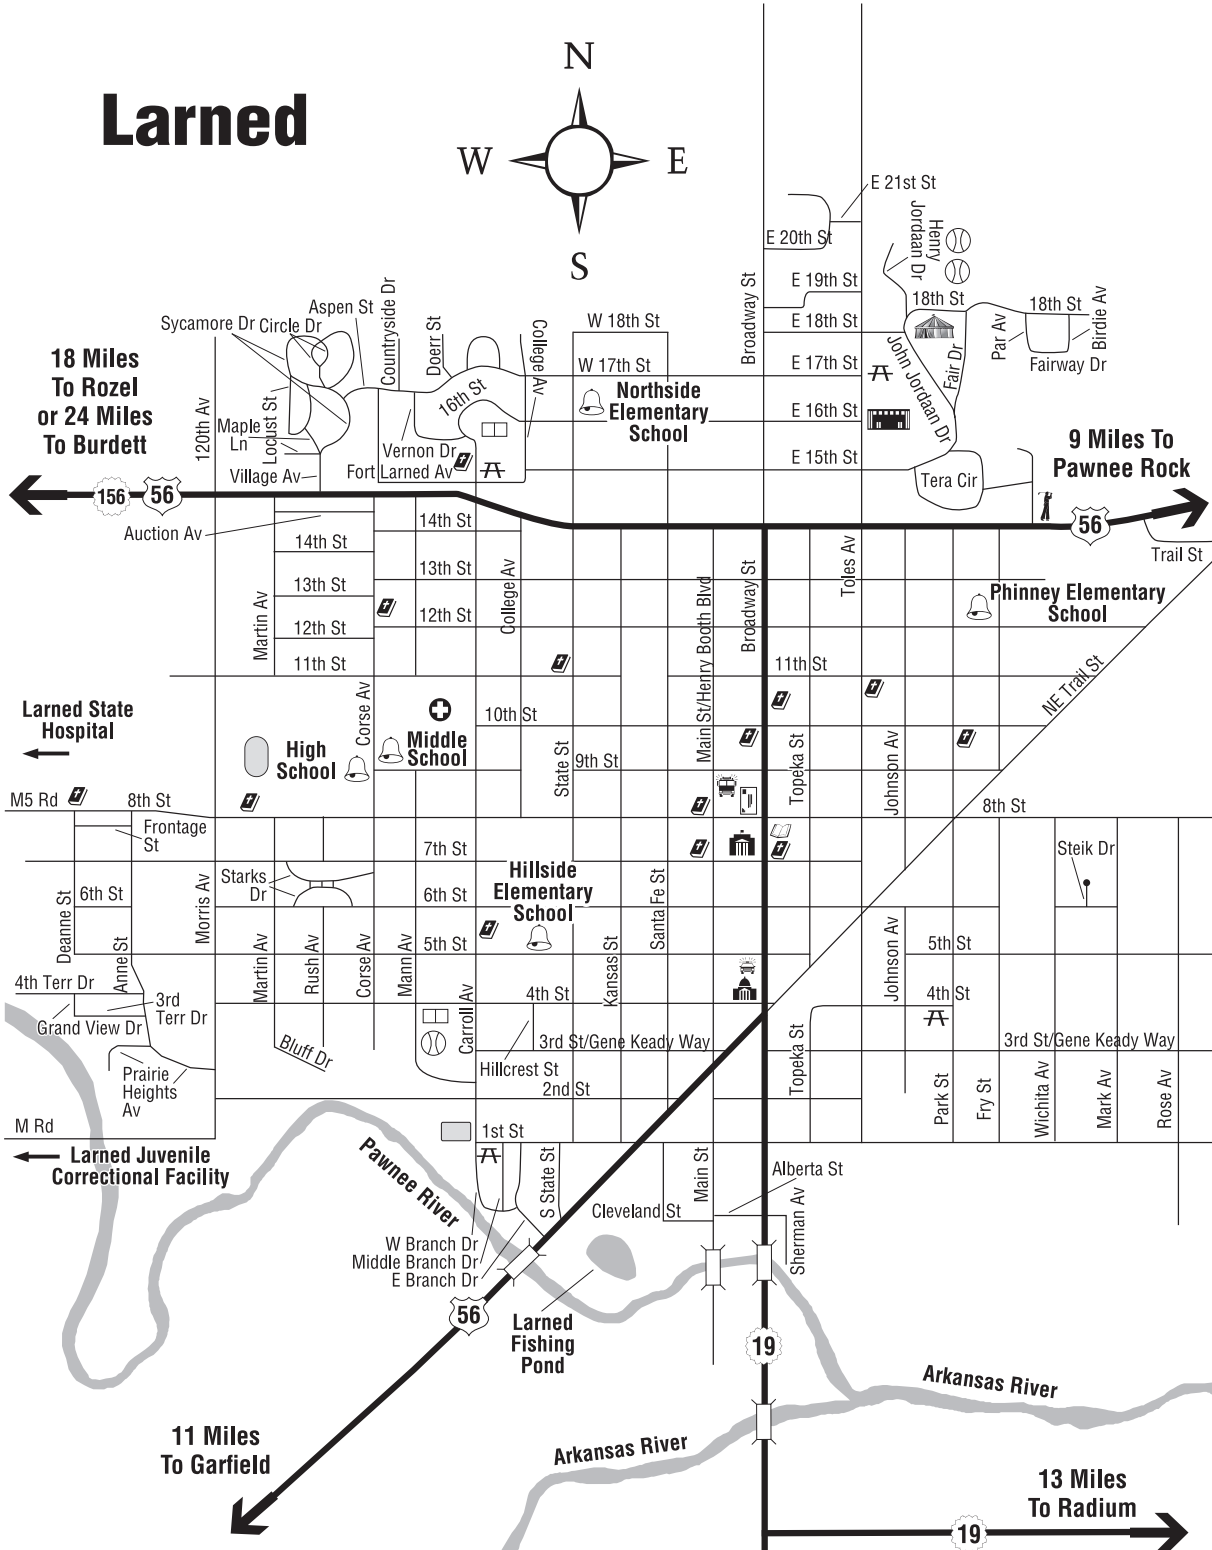 Larned
N
W
E
S
E 21st St
Henry
Jordaan Dr
E 20th St
E 19th St
Broadway St
18th St
18th St
Birdie Av
Par Av
Fairway Dr
Fair Dr
John Jordaan Dr
E 18th St
E 17th St
E 16th St
E 15th St
W 18th St
W 17th St
Northside
Elementary
School
College Av
Doerr St
Countryside Dr
Aspen St
Sycamore Dr
Circle Dr
16th St
Vernon Dr
Fort
Larned Av
120th Av
Locust St
Maple
Ln
Village Av
18 Miles
To Rozel
or 24 Miles
To Burdett
156
56
9 Miles To
Pawnee Rock
Tera Cir
56
Trail St
Auction Av
14th St
14th St
13th St
13th St
12th St
12th St
11th St
11th St
Martin Av
College Av
Main St/Henry Booth Blvd
Broadway St
Toles Av
Phinney Elementary
School
NE Trail St
Larned State
Hospital
Corse Av
10th St
High
School
Middle
School
State St
9th St
Topeka St
Johnson Av
M5 Rd
8th St
8th St
Frontage
St
7th St
Steik Dr
Hillside
Elementary
School
Starks
Dr
6th St
6th St
Deanne St
Morris Av
Santa Fe St
Anne St
Martin Av
Rush Av
Corse Av
Mann Av
5th St
5th St
Kansas St
Johnson Av
4th Terr Dr
3rd
Terr Dr
Grand View Dr
4th St
4th St
Carroll Av
Bluff Dr
3rd St/Gene Keady Way
3rd St/Gene Keady Way
Hillcrest St
2nd St
Topeka St
Park St
Fry St
Wichita Av
Mark Av
Rose Av
Prairie
Heights
Av
M Rd
Larned Juvenile
Correctional Facility
1st St
Pawnee River
S State St
Main St
Alberta St
Cleveland St
Sherman Av
W Branch Dr
Middle Branch Dr
E Branch Dr
56
Larned
Fishing
Pond
19
Arkansas River
Arkansas River
11 Miles
To Garfield
13 Miles
To Radium
19